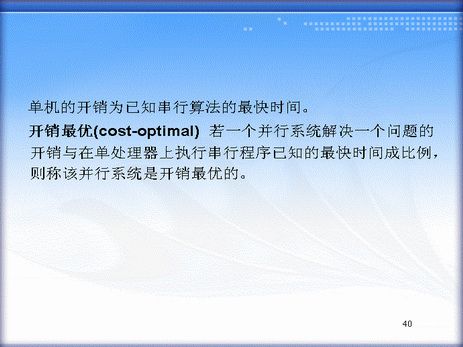 单机的开销为已知串行算法的最快时间。
开销最优(cost-optimal) 若一个并行系统解决一个问题的
开销与在单处理器上执行串行程序已知的最快时间成比例，
则称该并行系统是开销最优的。
40